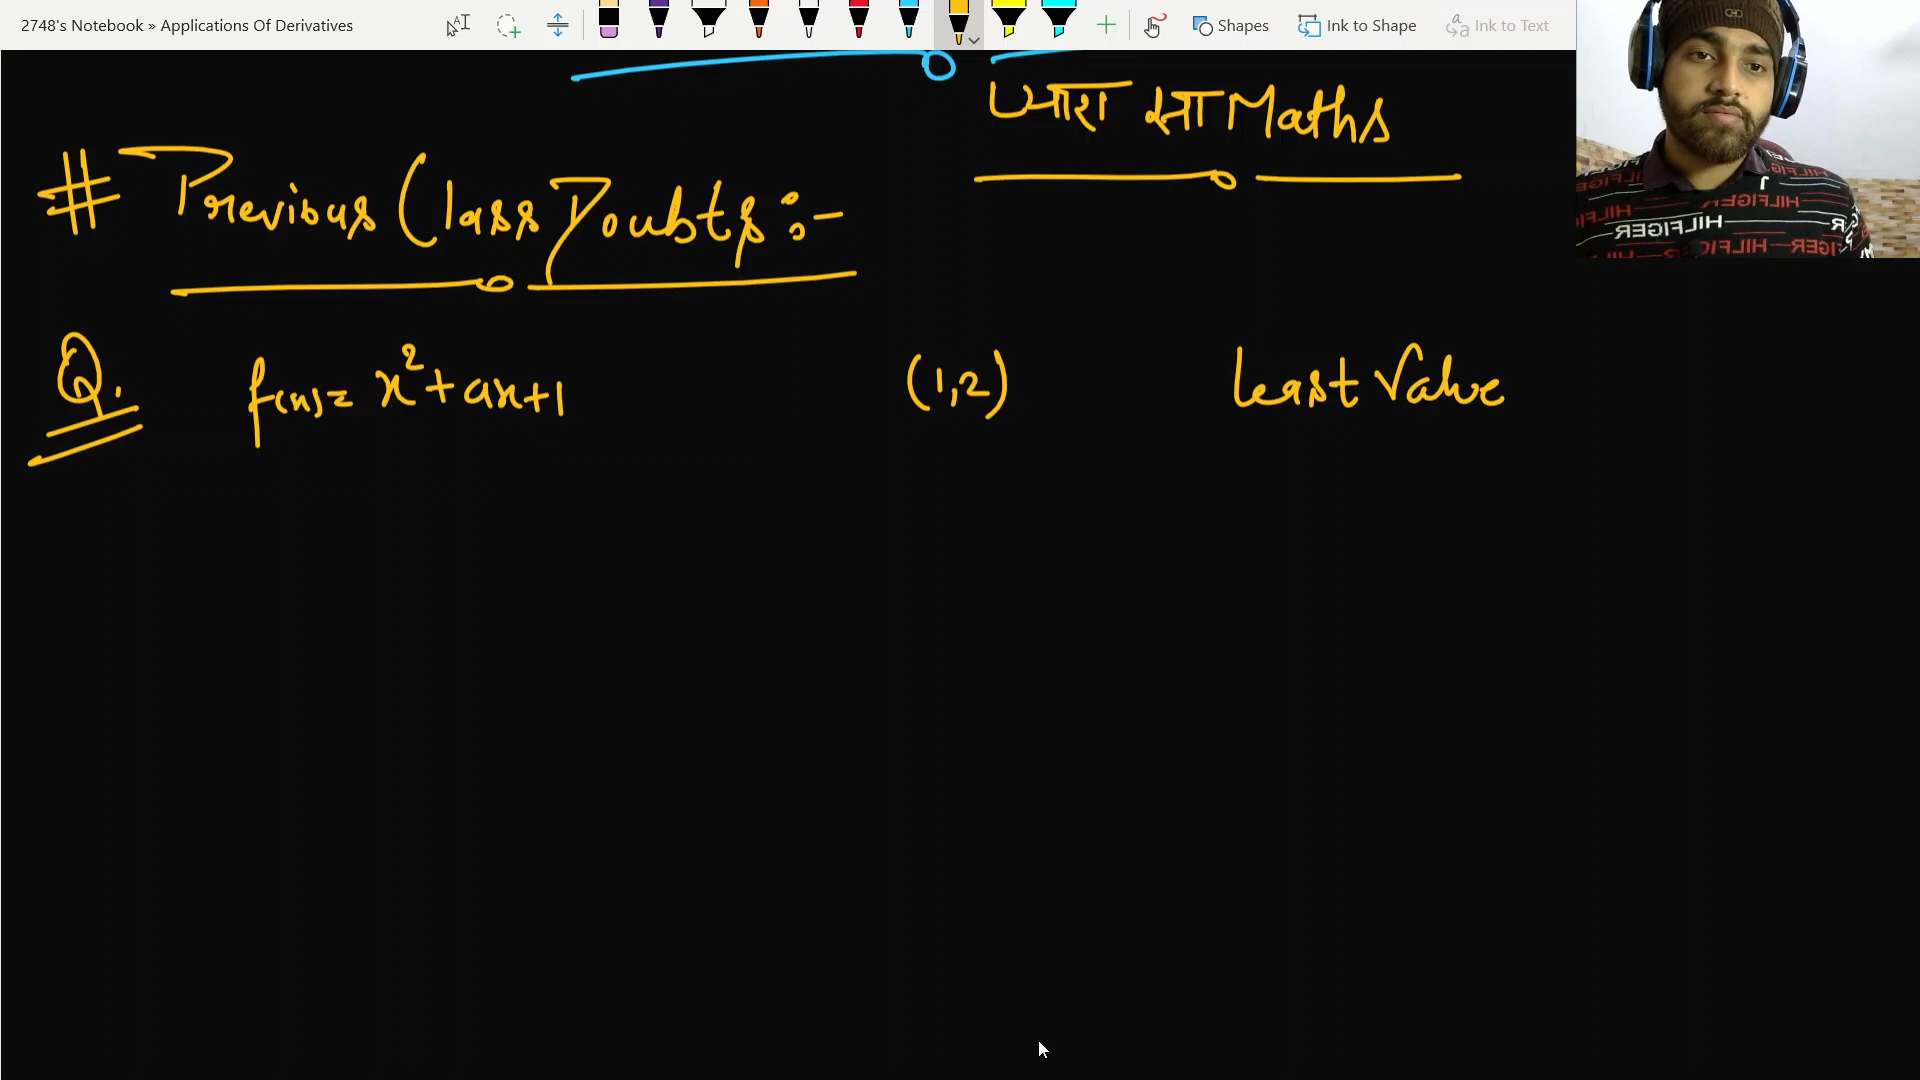 2748's Notebook » Applications Of Derivatives
Shapes
Ink to Shape
Ink to Text
प्यारा सा Maths
# Previous Class Doubts :-
Q. f(x) = x²+ax+1 (1,2) Least Value
HILFIGER